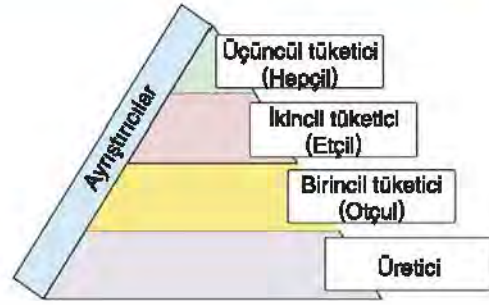 Ayrıştırıcılar
Üçüncül tüketici
(Hepçil)
İkincil tüketici
(Etçil)
Birincil tüketici
(Otçul)
Üretici